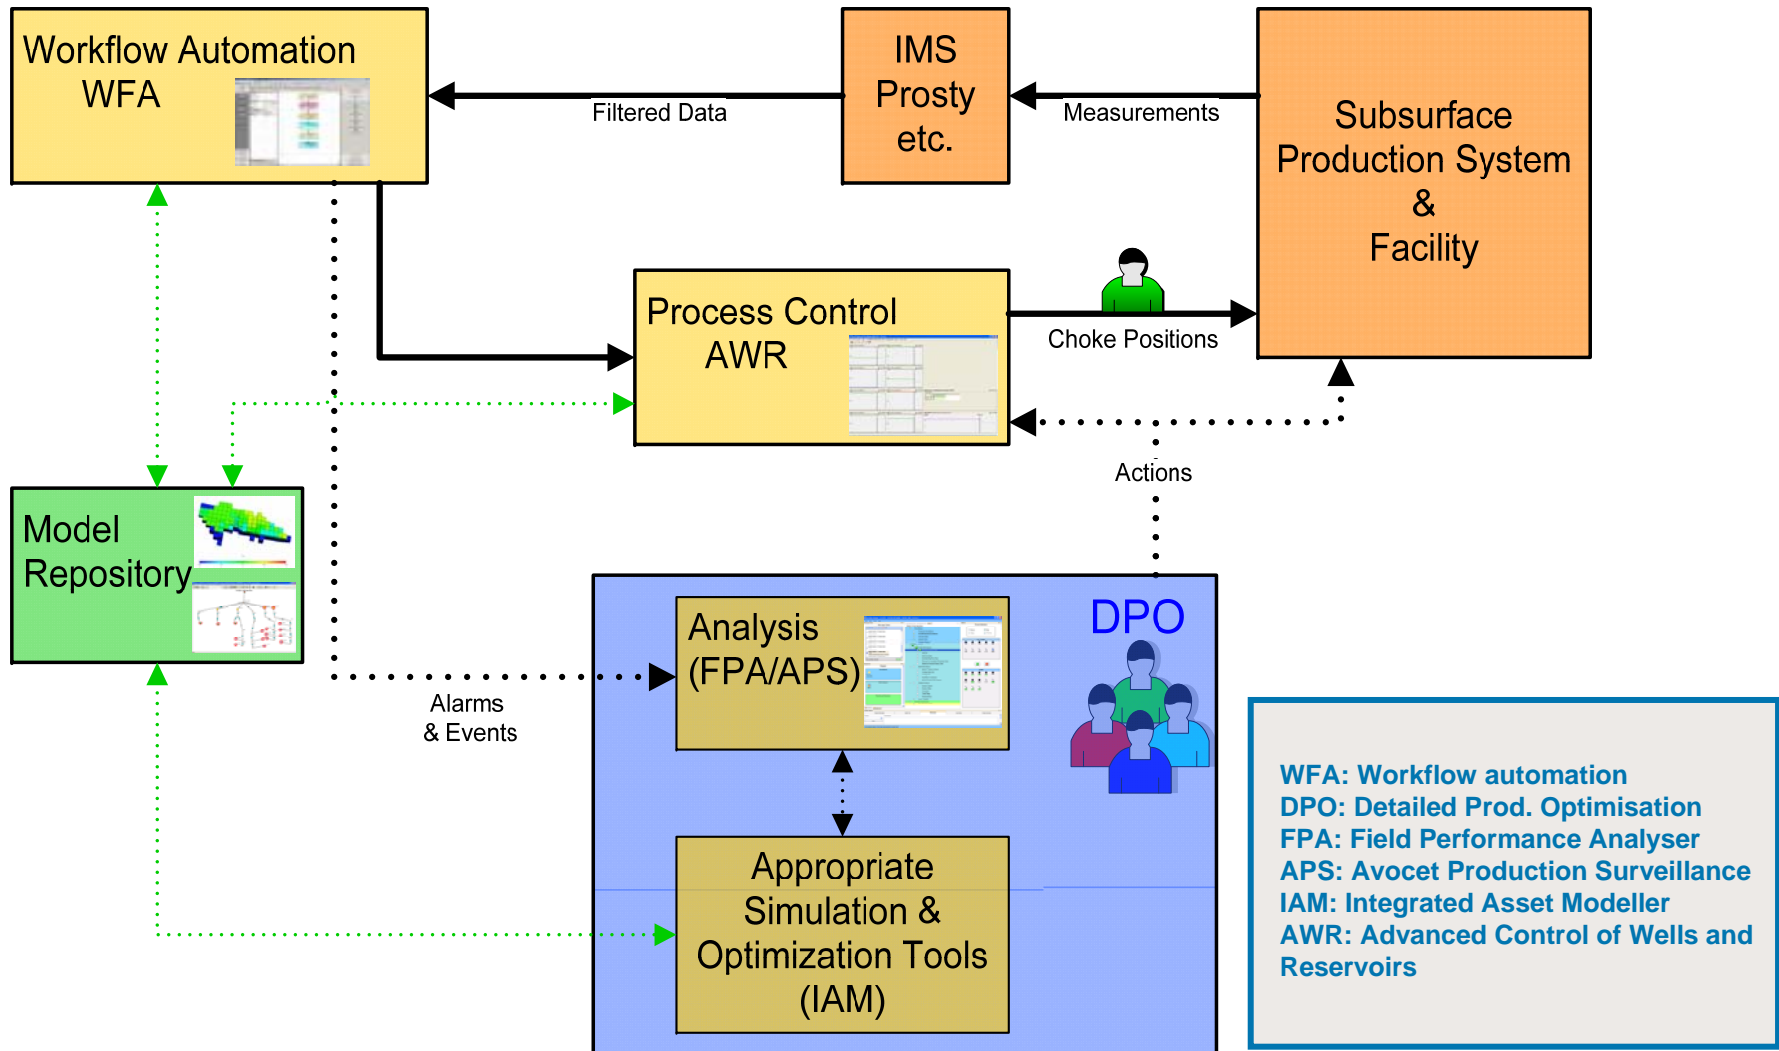 Workflow Automation
WFA
Filtered Data
IMS
Prosty
etc.
Measurements
Subsurface
Production System
&
Facility
Process Control
AWR
Choke Positions
Actions
Model
Repository
Alarms
& Events
Analysis
(FPA/APS)
DPO
Appropriate
Simulation &
Optimization Tools
(IAM)
WFA: Workflow automation
DPO: Detailed Prod. Optimisation
FPA: Field Performance Analyser
APS: Avocet Production Surveillance
IAM: Integrated Asset Modeller
AWR: Advanced Control of Wells and
Reservoirs